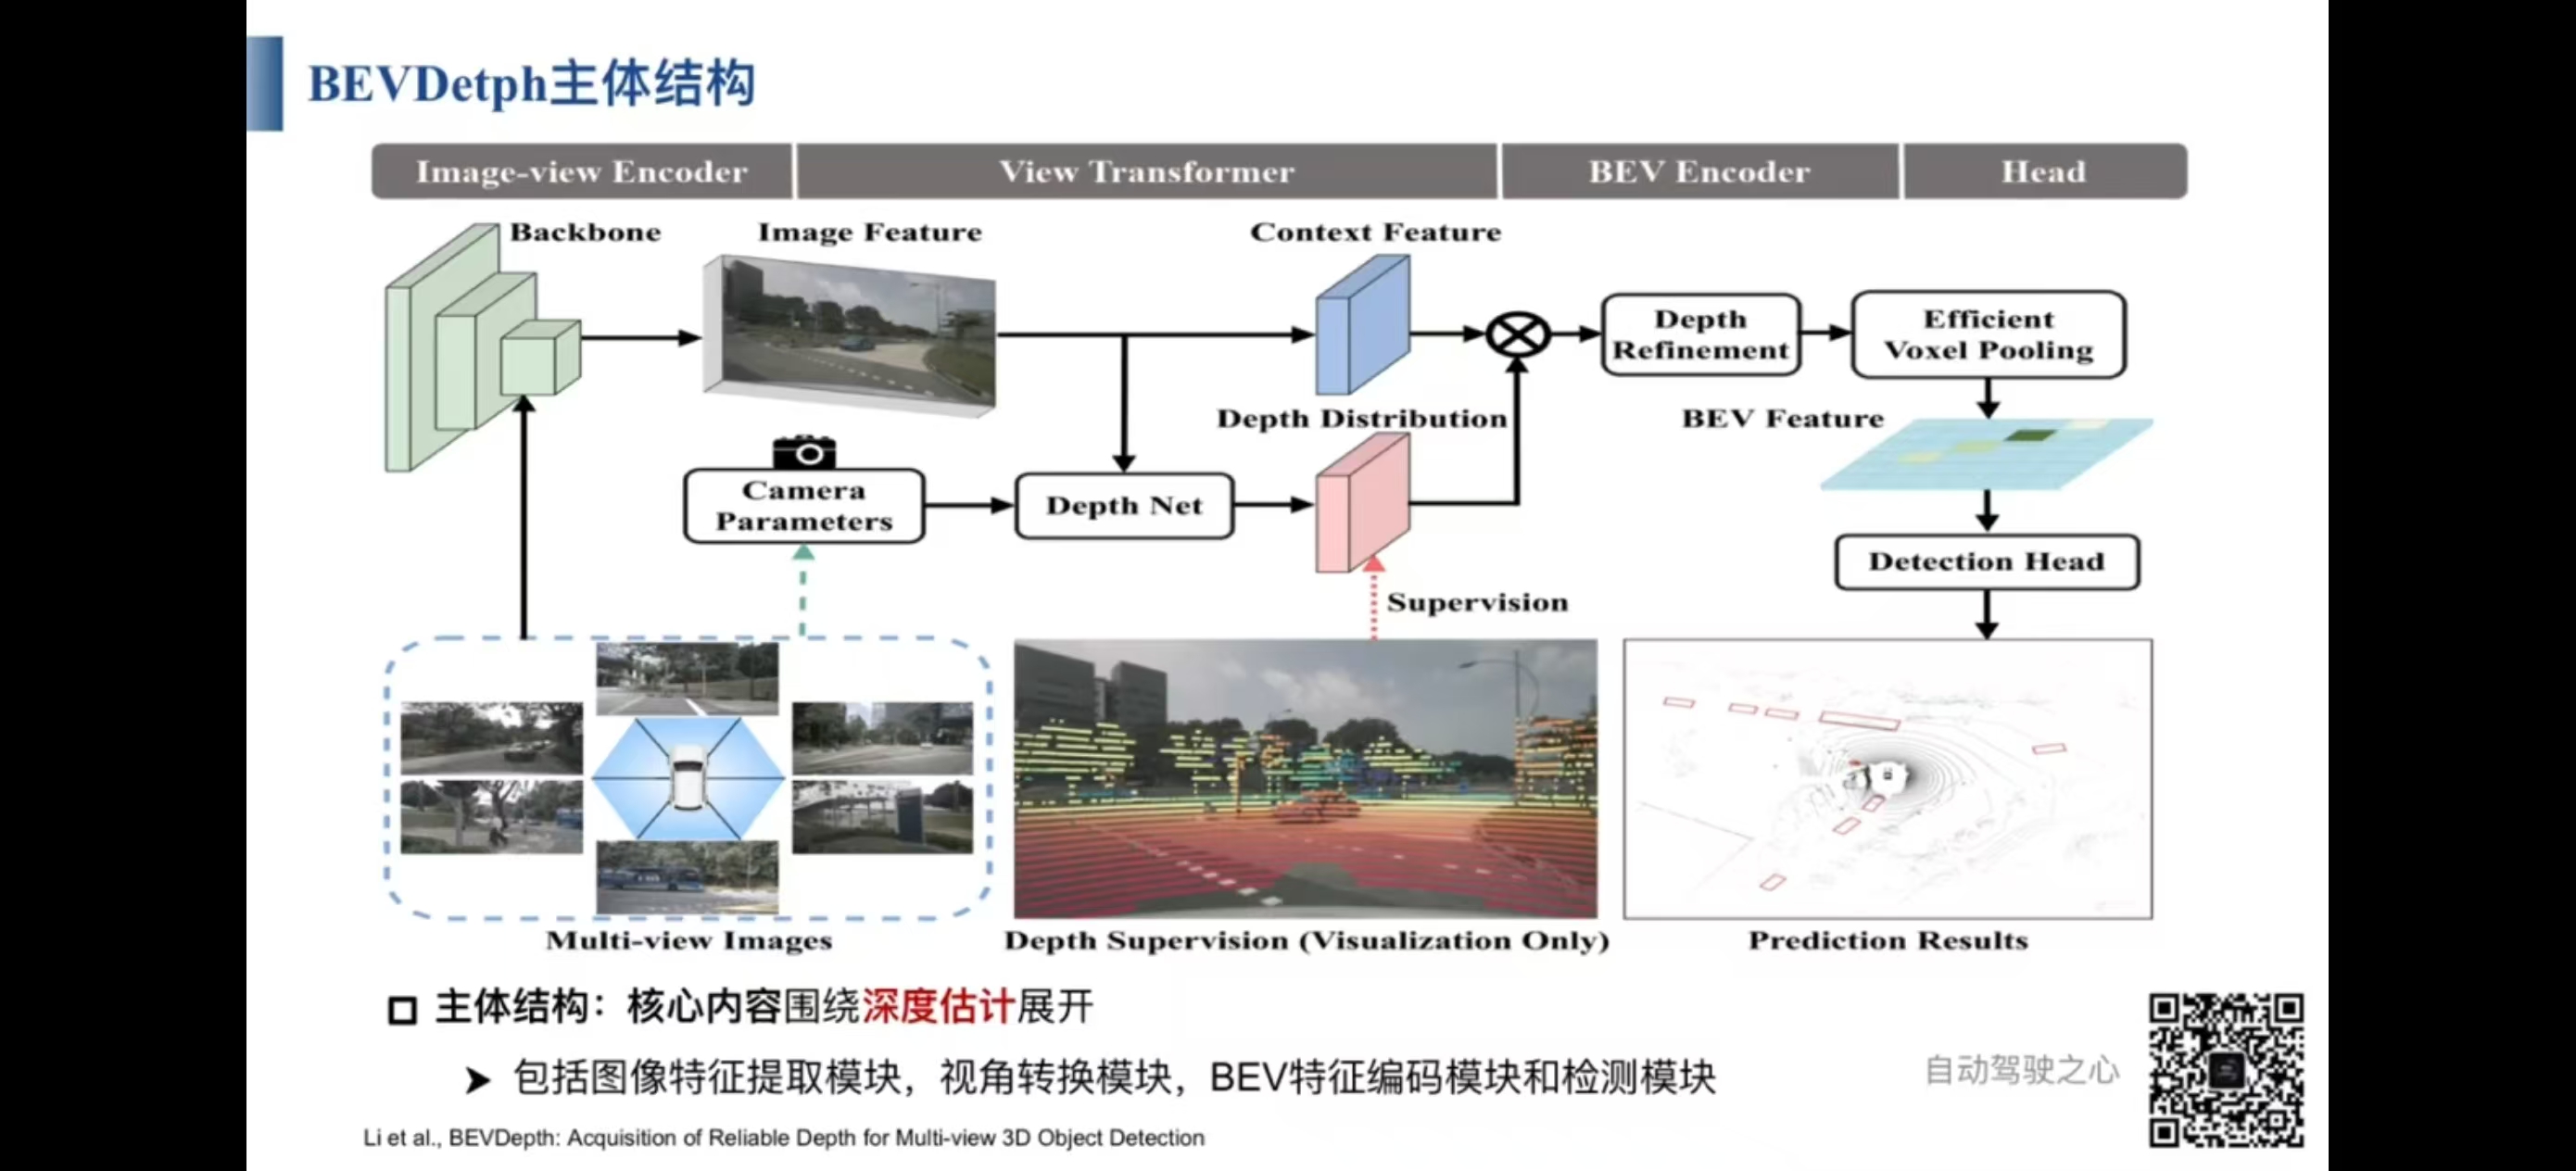 BEVDetph主体结构
Image-view Encoder
View Transformer
BEV Encoder
Head
Backbone
Image Feature
Context Feature
Depth
Refinement
Efficient
Voxel Pooling
Depth Distribution
BEV Feature
Camera
Parameters
Depth Net
Detection Head
Supervision
Multi-view Images
Depth Supervision (Visualization Only)
Prediction Results
主体结构：核心内容围绕深度估计展开
包括图像特征提取模块，视角转换模块，BEV特征编码模块和检测模块
自动驾驶之心
Li et al., BEVDepth: Acquisition of Reliable Depth for Multi-view 3D Object Detection